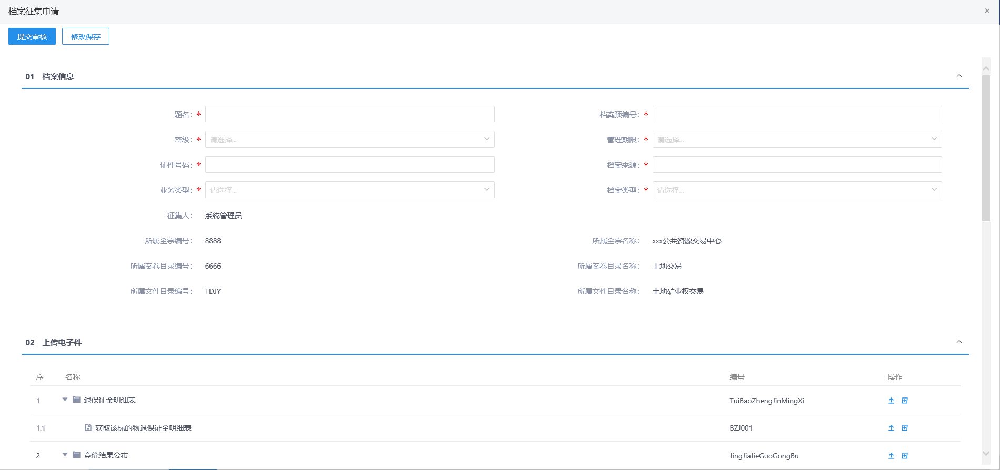 档案征集申请
提交审核 修改保存
01 档案信息
题名: * 档案预编号: *
密级: * 请选择... 管理期限: * 请选择...
证件号码: * 档案来源: *
业务类型: * 请选择... 档案类型: * 请选择...
征集人: 系统管理员
所属全宗编号: 8888 所属全宗名称: xxx公共资源交易中心
所属案卷目录编号: 6666 所属案卷目录名称: 土地交易
所属文件目录编号: TDJY 所属文件目录名称: 土地矿业权交易
02 上传电子件
序 名称 编号 操作
1 退保证金明细表 TuiBaoZhengJinMingXi
1.1 获取该标的物退保证金明细表 BZJ001
2 竞价结果公布 JingJiaJieGuoGongBu